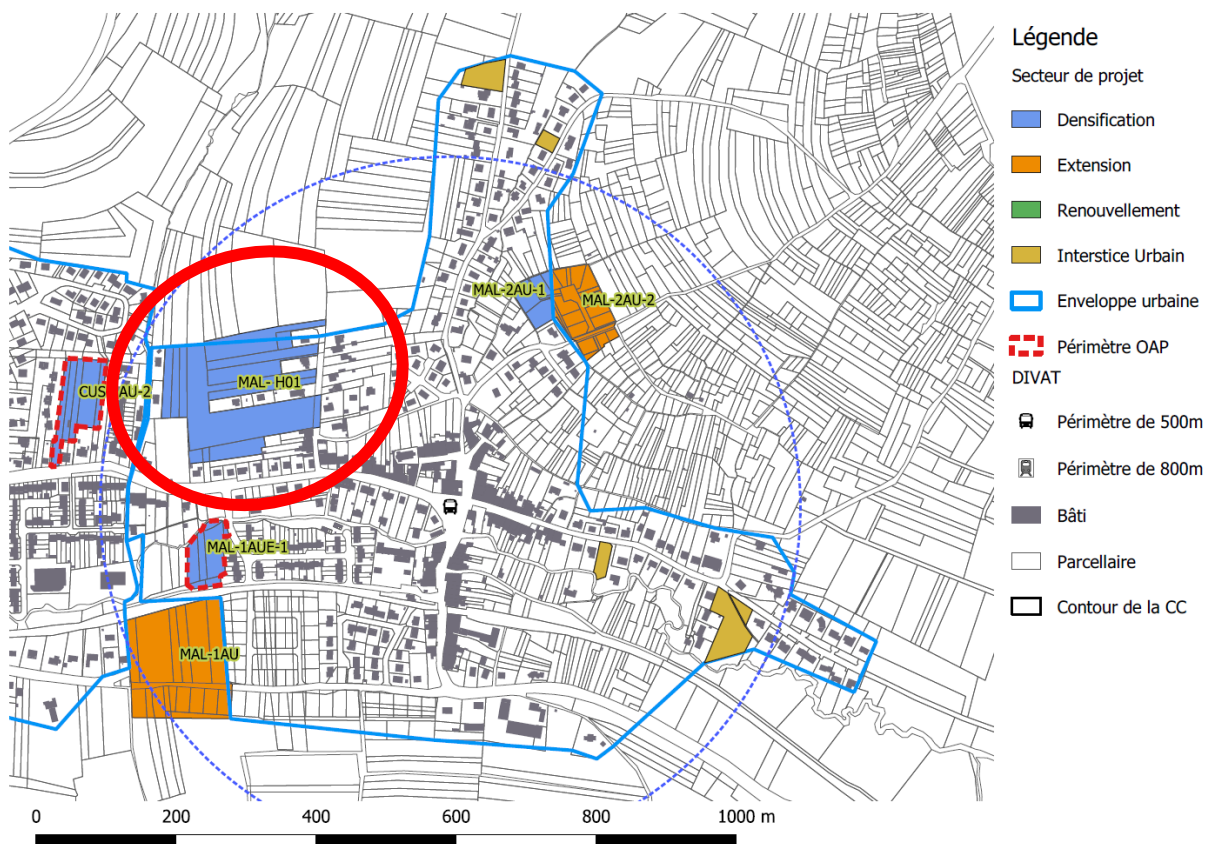 Légende
Secteur de projet
Densification
Extension
Renouvellement
Interstice Urbain
Enveloppe urbaine
Périmètre OAP
DIVAT
Périmètre de 500m
Périmètre de 800m
Bâti
Parcellaire
Contour de la CC
MAL-2AU-1
MAL-2AU-2
MAL- H01
MAL-1AUE-1
MAL-1AU
0 200 400 600 800 1000 m